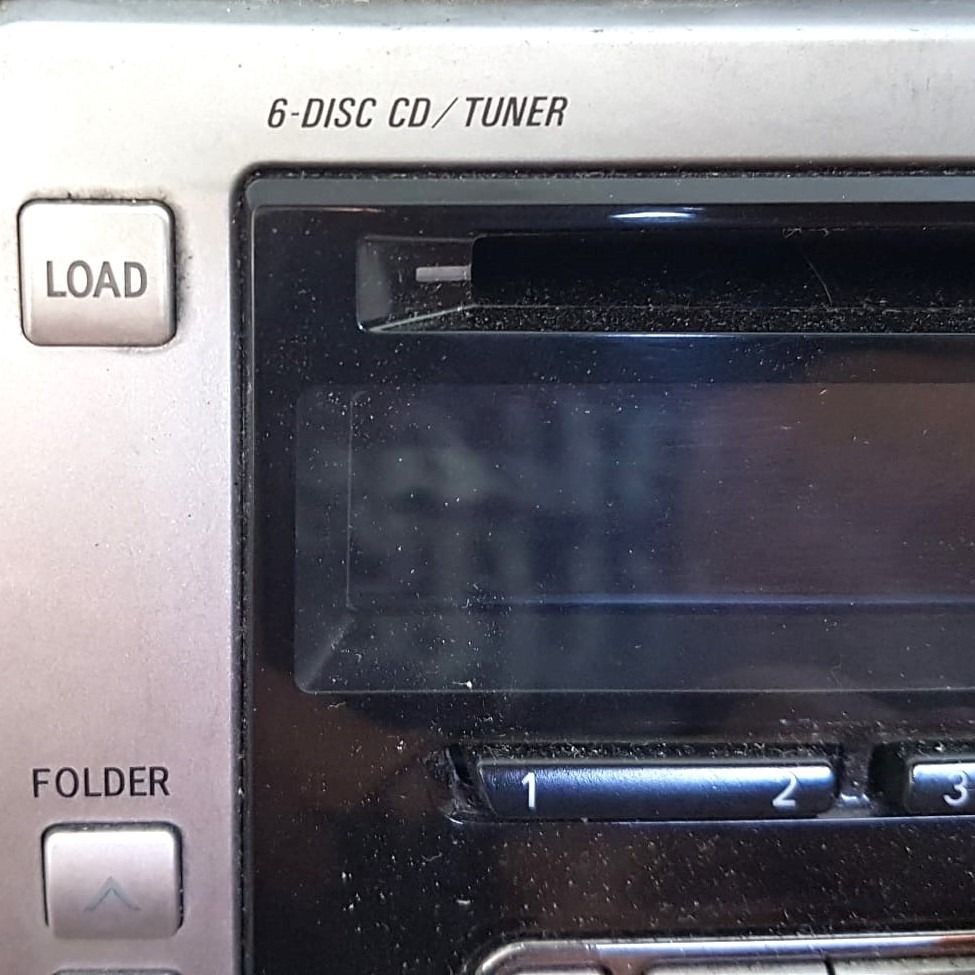 6-DISC CD/TUNER
LOAD
1 2 3
FOLDER